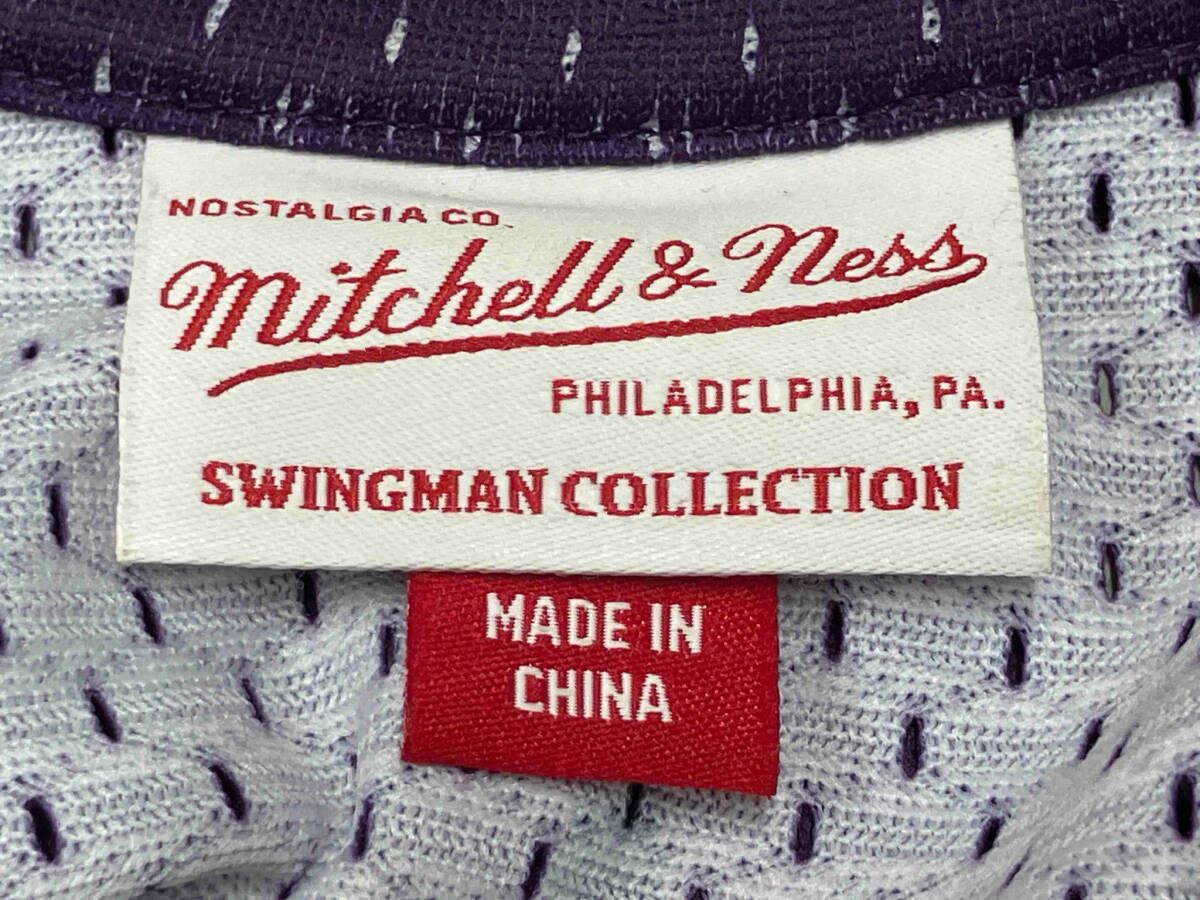 NOSTALGIA CO.
Mitchell & Ness
PHILADELPHIA, PA.
SWINGMAN COLLECTION
MADE IN
CHINA